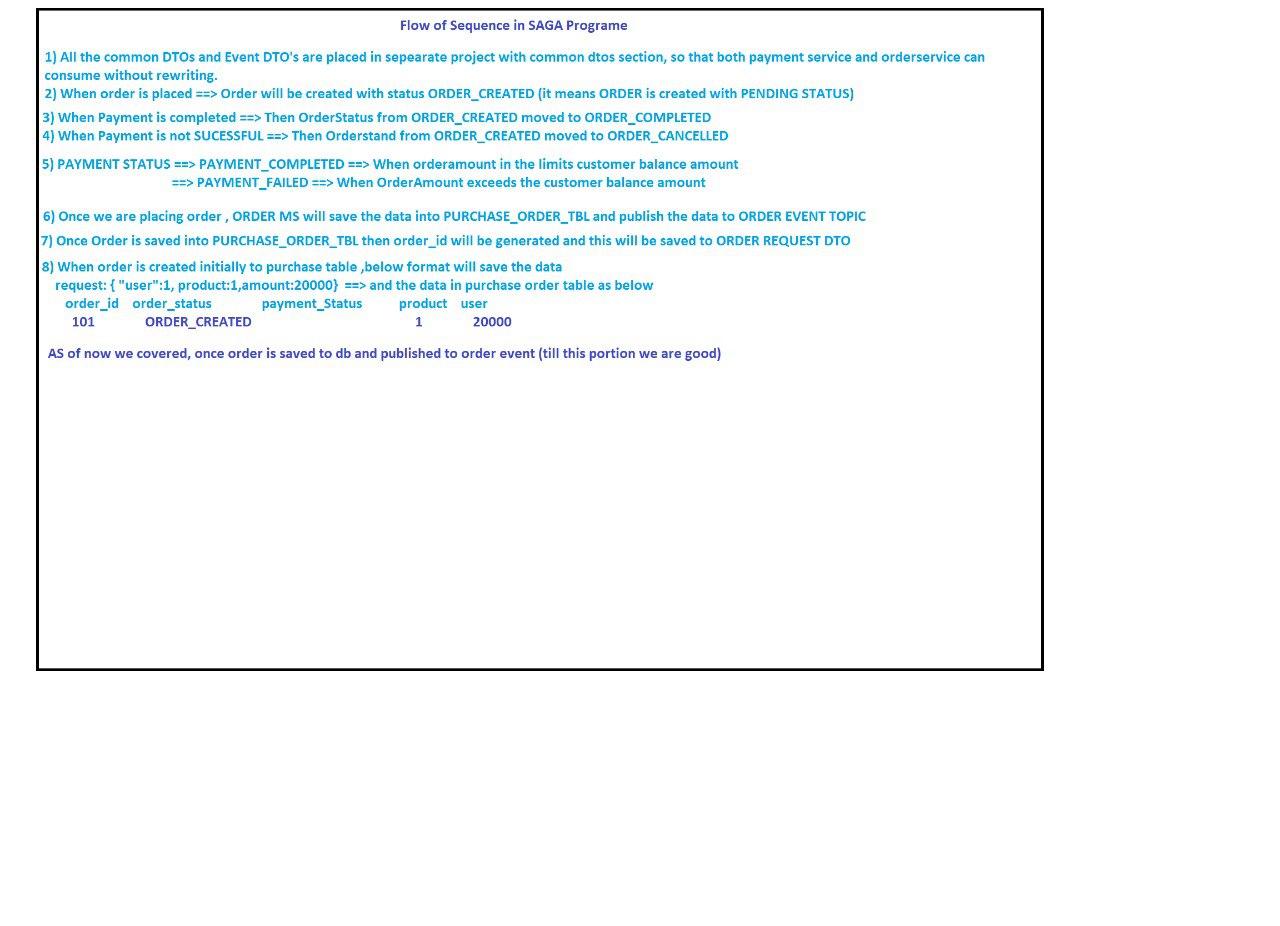 Flow of Sequence in SAGA Programe
1) All the common DTOs and Event DTO's are placed in sepearate project with common dtos section, so that both payment service and orderservice can
consume without rewriting.
2) When order is placed ==> Order will be created with status ORDER_CREATED (it means ORDER is created with PENDING STATUS)
3) When Payment is completed ==> Then OrderStatus from ORDER_CREATED moved to ORDER_COMPLETED
4) When Payment is not SUCESSFUL ==> Then Orderstand from ORDER_CREATED moved to ORDER_CANCELLED
5) PAYMENT STATUS ==> PAYMENT_COMPLETED ==> When orderamount in the limits customer balance amount
==> PAYMENT_FAILED ==> When OrderAmount exceeds the customer balance amount
6) Once we are placing order , ORDER MS will save the data into PURCHASE_ORDER_TBL and publish the data to ORDER EVENT TOPIC
7) Once Order is saved into PURCHASE_ORDER_TBL then order_id will be generated and this will be saved to ORDER REQUEST DTO
8) When order is created initially to purchase table ,below format will save the data
request: { "user":1, product:1,amount:20000} ==> and the data in purchase order table as below
order_id order_status payment_Status product user
101 ORDER_CREATED 1 20000
AS of now we covered, once order is saved to db and published to order event (till this portion we are good)